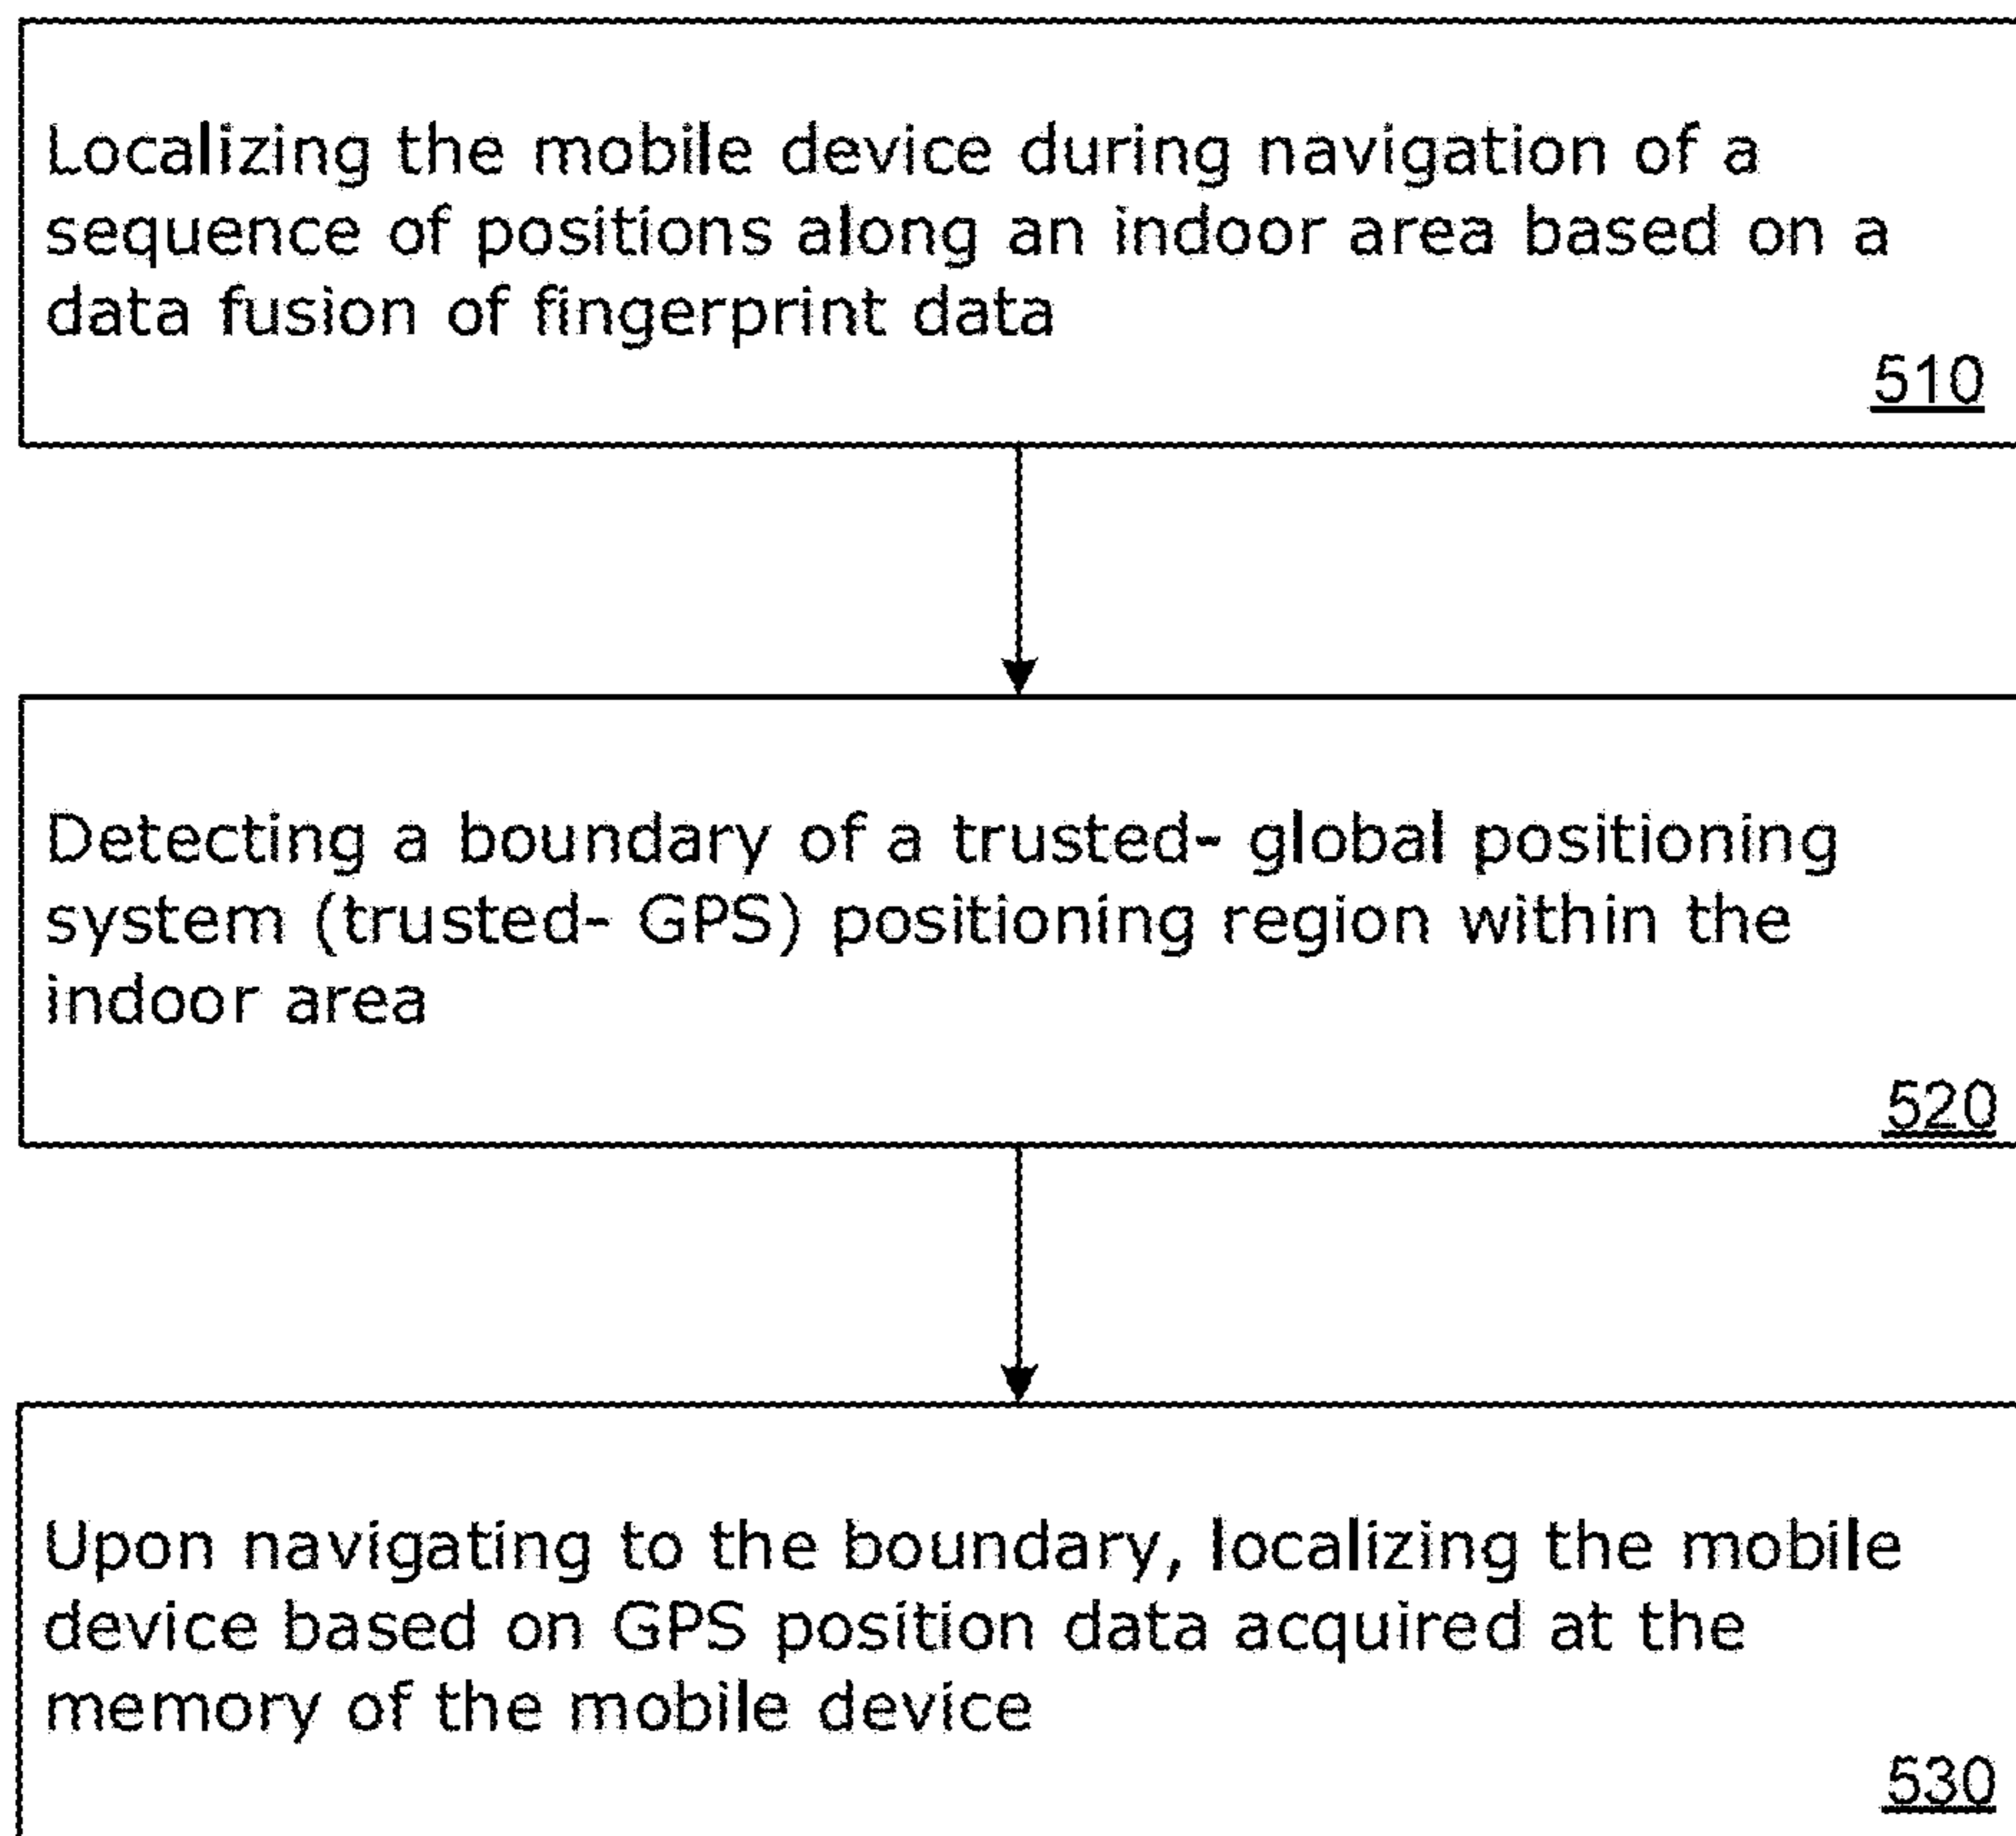 Localizing the mobile device during navigation of a
sequence of positions along an indoor area based on a
data fusion of fingerprint data
510
Detecting a boundary of a trusted- global positioning
system (trusted- GPS) positioning region within the
indoor area
520
Upon navigating to the boundary, localizing the mobile
device based on GPS position data acquired at the
memory of the mobile device
530